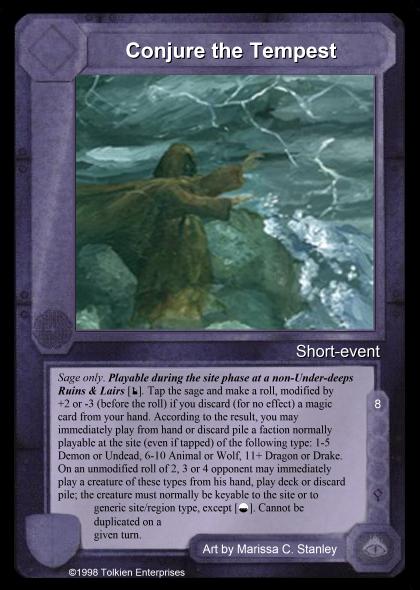 Conjure the Tempest
Short-event
Sage only. Playable during the site phase at a non-Under-deeps
Ruins & Lairs []. Tap the sage and make a roll, modified by
+2 or -3 (before the roll) if you discard (for no effect) a magic
card from your hand. According to the result, you may
immediately play from hand or discard pile a faction normally
playable at the site (even if tapped) of the following type: 1-5
Demon or Undead, 6-10 Animal or Wolf, 11+ Dragon or Drake.
On an unmodified roll of 2, 3 or 4 opponent may immediately
play a creature of these types from his hand, play deck or discard
pile; the creature must normally be keyable to the site or to
generic site/region type, except []. Cannot be
duplicated on a
given turn.
8
Art by Marissa C. Stanley
©1998 Tolkien Enterprises